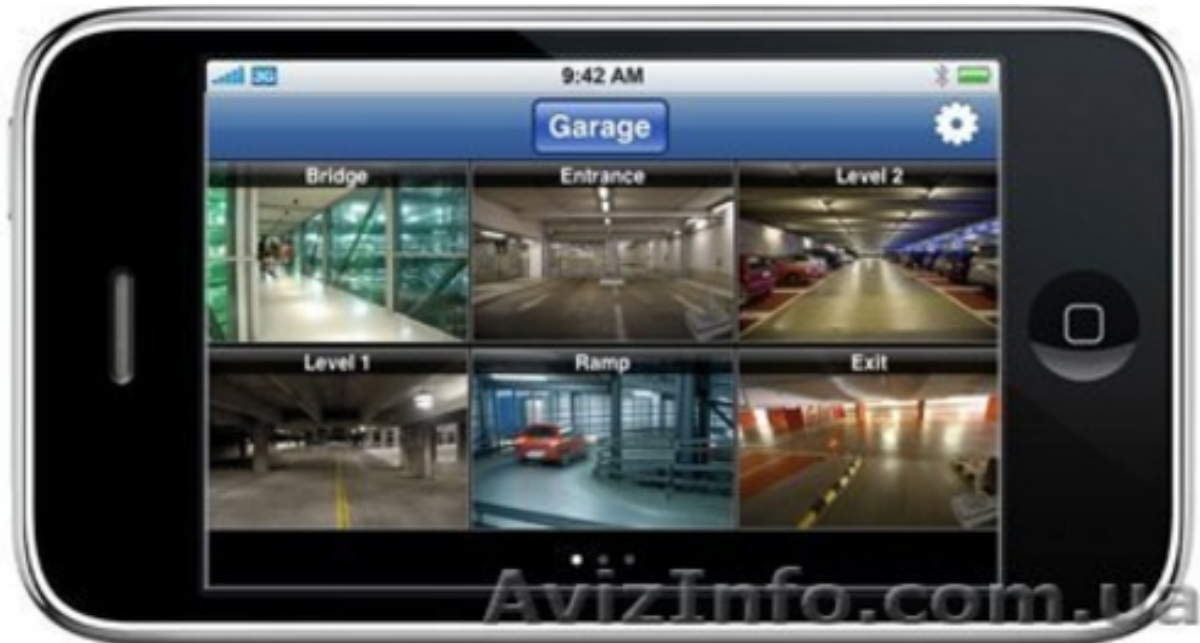 3G 9:42 AM
Garage
Bridge Entrance Level 2
Level 1 Ramp Exit
AvizInfo.com.ua